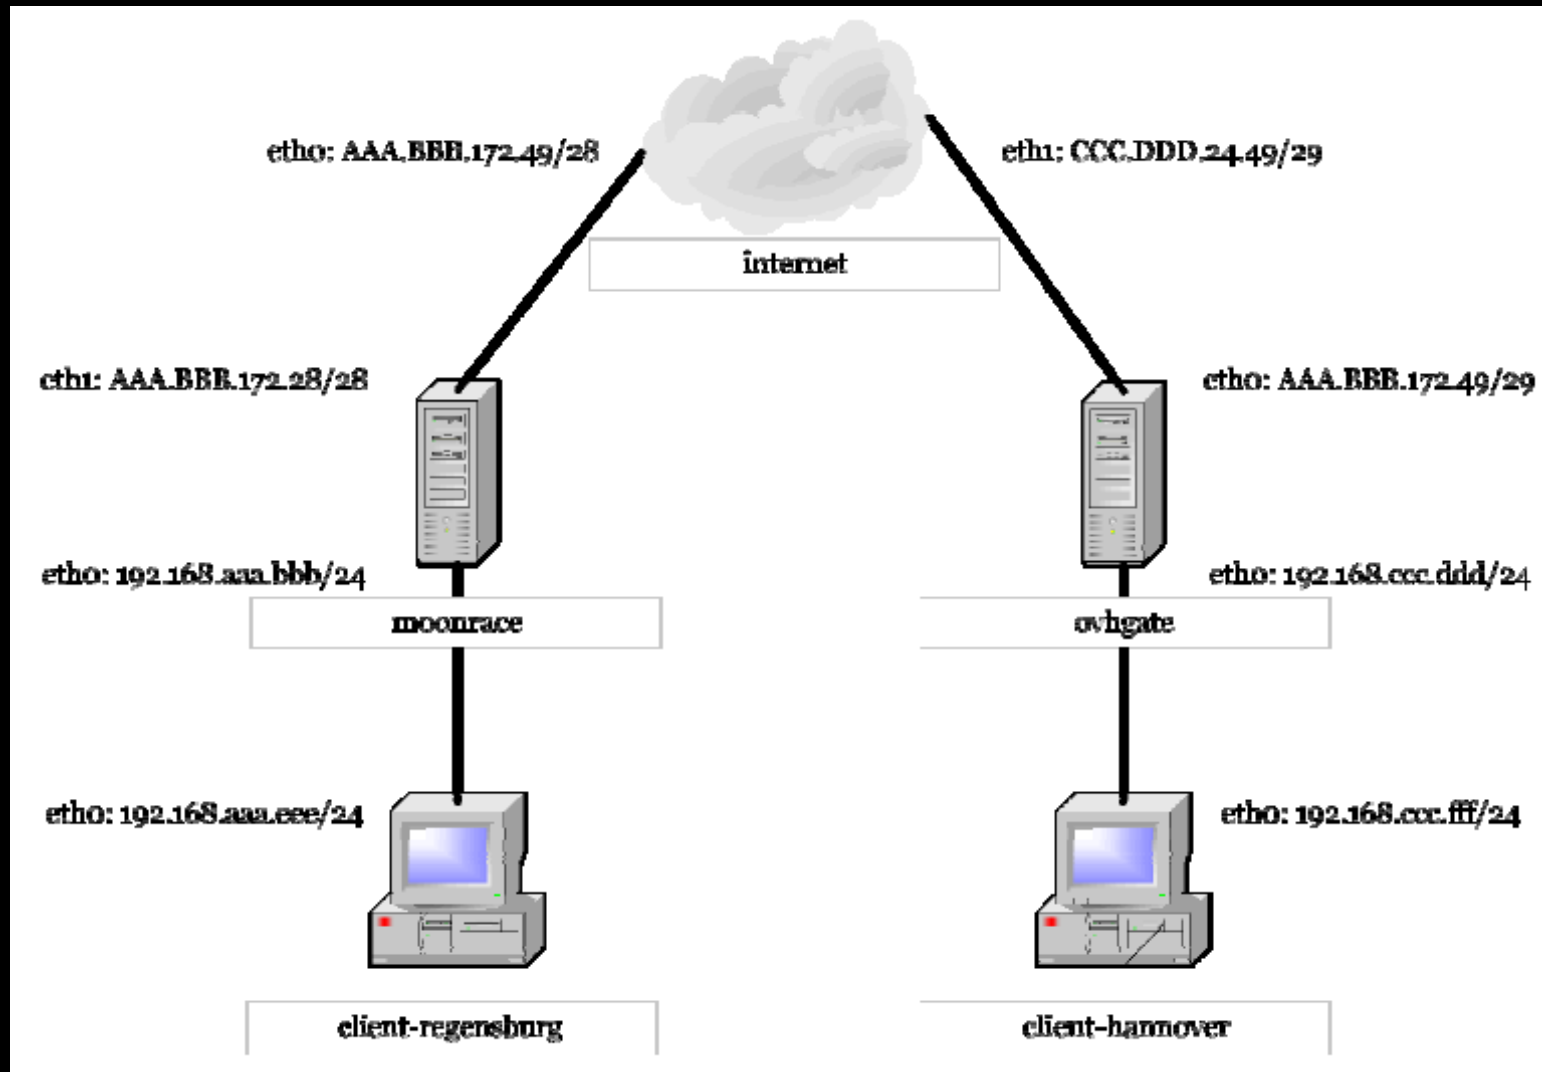 eth0: AAA.BBB.172.49/28
eth1: CCC.DDD.24.49/29
internet
eth1: AAA.BBB.172.28/28
eth0: AAA.BBB.172.49/29
eth0: 192.168.aaa.bbb/24
eth0: 192.168.ccc.ddd/24
moonrace
ovhgate
eth0: 192.168.aaa.eee/24
eth0: 192.168.ccc.fff/24
client-regensburg
client-hannover